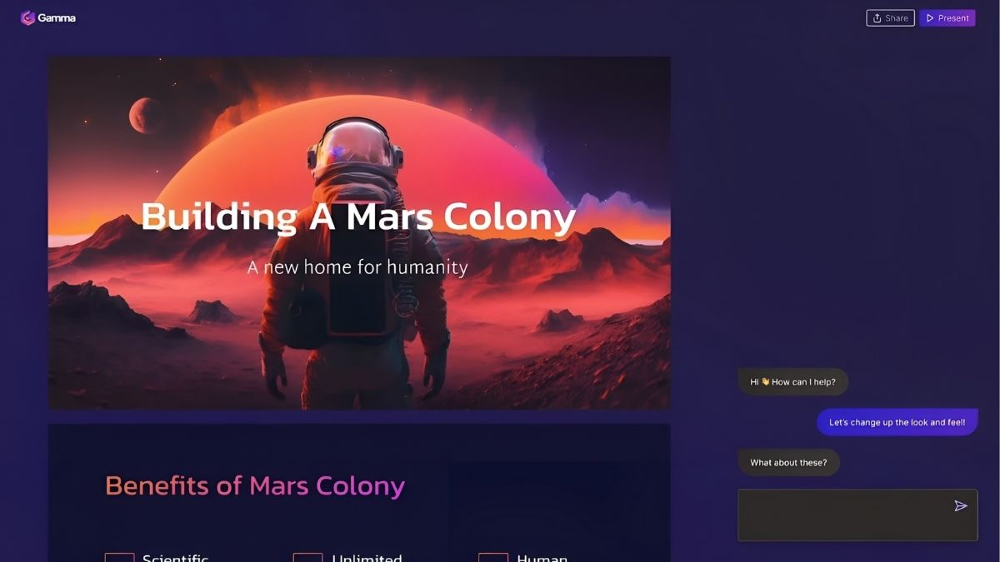 Gamma
Share
Present
Building A Mars Colony
A new home for humanity
Hi 👋 How can I help?
Let's change up the look and feel!
What about these?
Benefits of Mars Colony
Scientific
Unlimited
Human